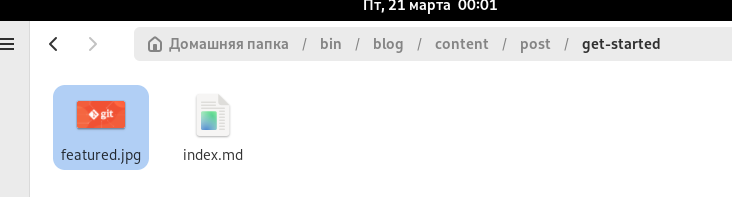 Пт, 21 марта 00:01
Домашняя папка / bin / blog / content / post / get-started
git
featured.jpg index.md